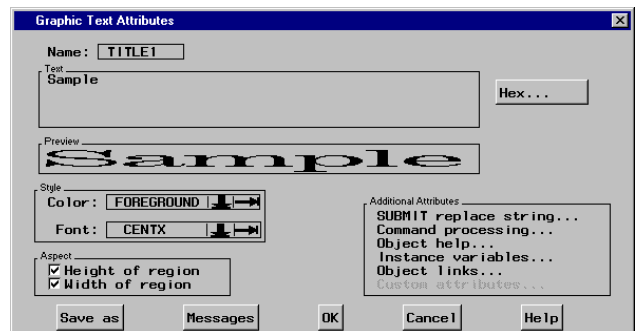 Graphic Text Attributes
Name: TITLE1
Text
Sample
Hex...
Preview
Sample
Style
Color: FOREGROUND
Font: CENTX
Aspect
Height of region
Width of region
Additional Attributes
SUBMIT replace string...
Command processing...
Object help...
Instance variables...
Object links...
Custom attributes...
Save as Messages OK Cancel Help